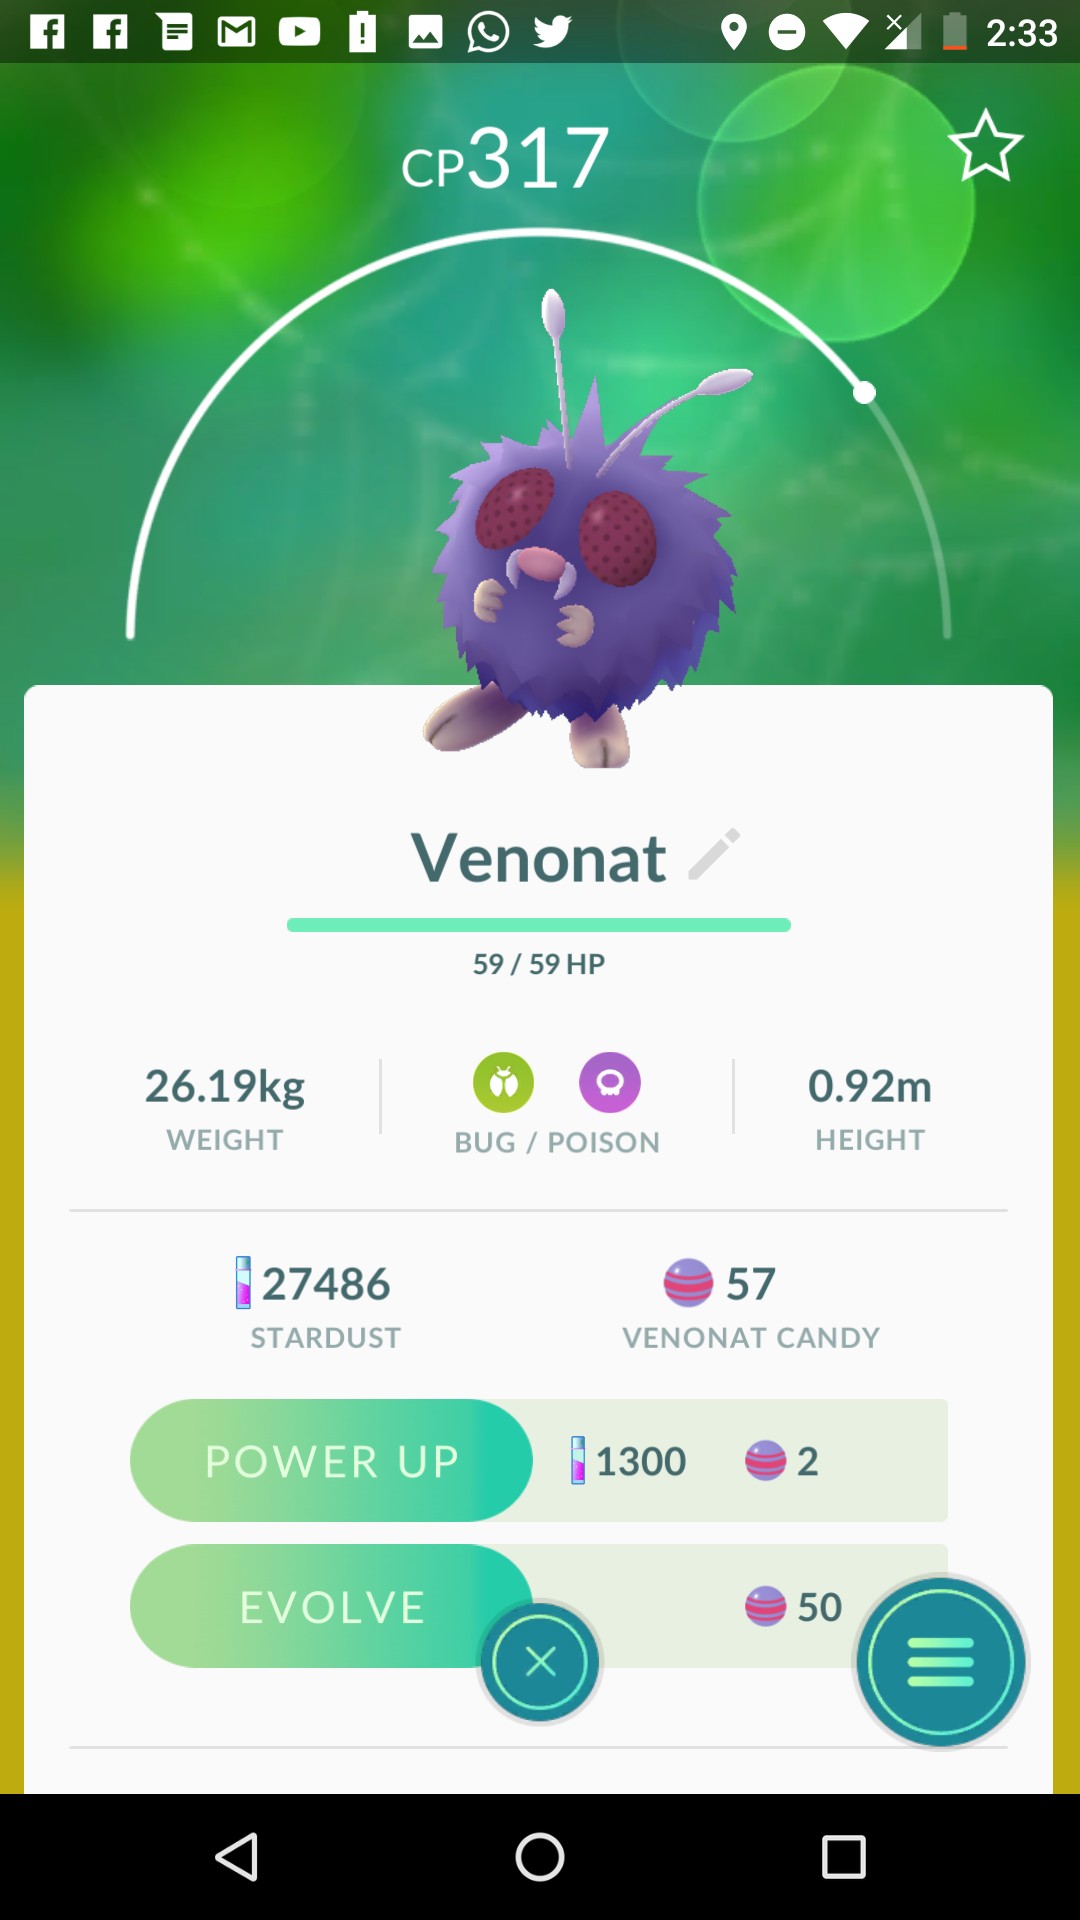 2:33
CP317
Venonat
59 / 59 HP
26.19kg
WEIGHT
BUG / POISON
0.92m
HEIGHT
27486
STARDUST
57
VENONAT CANDY
POWER UP 1300 2
EVOLVE 50